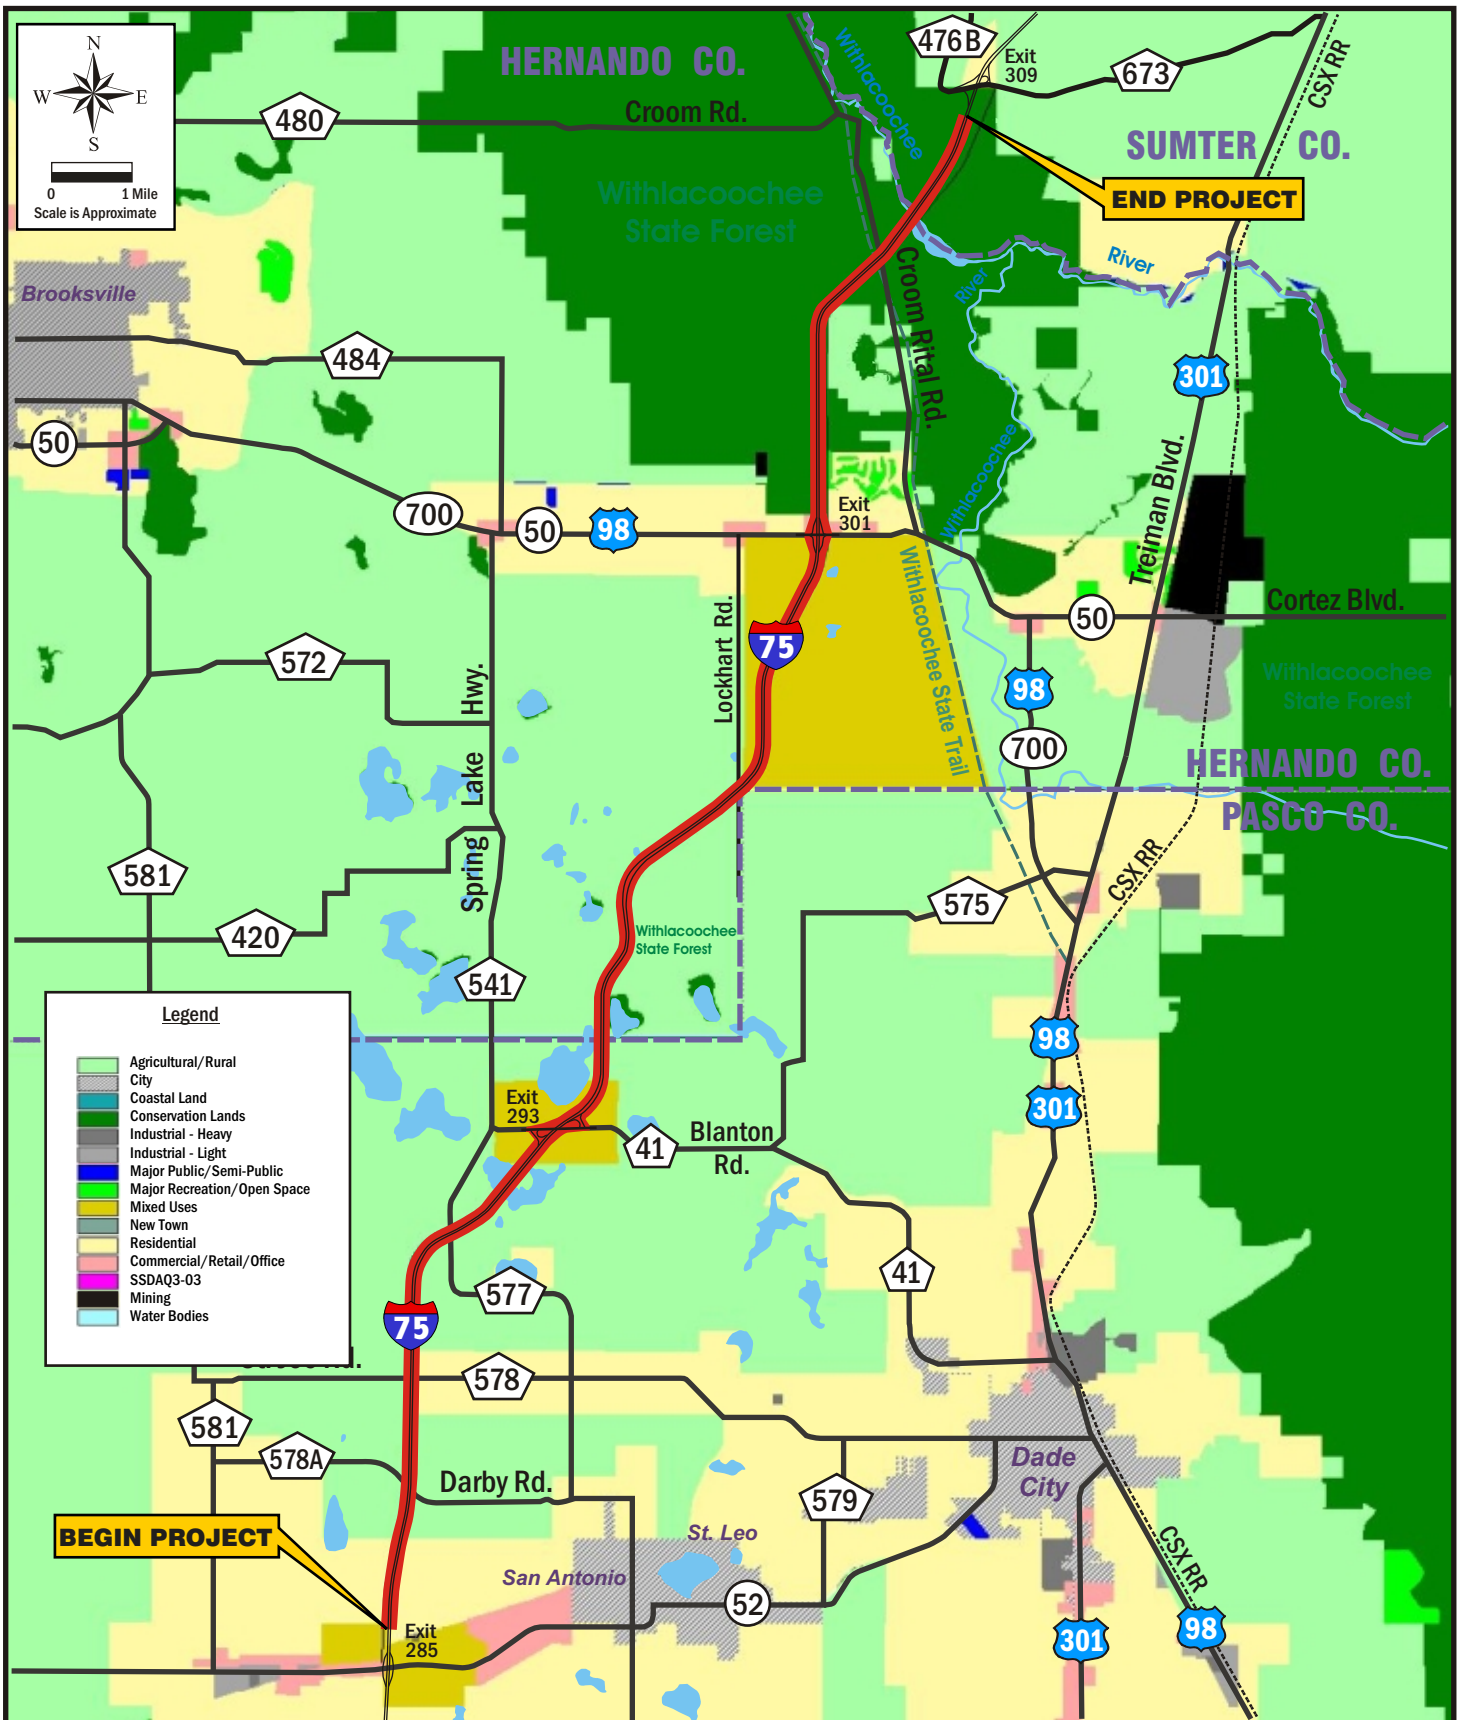 N
W E
S
0 1 Mile
Scale is Approximate
HERNANDO CO.
476B
Exit
309
673
CSX RR
480
Croom Rd.
Withlacoochee
SUMTER CO.
Withlacoochee
State Forest
END PROJECT
River
River
Croom Rital Rd.
Brooksville
484
301
50
700
50
98
Exit
301
Withlacoochee
Treiman Blvd.
Cortez Blvd.
50
Lockhart Rd.
75
Withlacoochee State Trail
572
98
Withlacoochee
State Forest
Spring Lake Hwy.
700
HERNANDO CO.
PASCO CO.
581
CSX RR
575
420
Withlacoochee
State Forest
541
Legend
Agricultural/Rural
City
Coastal Land
Conservation Lands
Industrial - Heavy
Industrial - Light
Major Public/Semi-Public
Major Recreation/Open Space
Mixed Uses
New Town
Residential
Commercial/Retail/Office
SSDAQ3-03
Mining
Water Bodies
98
301
Exit
293
41
Blanton
Rd.
41
577
75
578
581
578A
Darby Rd.
579
Dade
City
BEGIN PROJECT
St. Leo
San Antonio
52
CSX RR
Exit
285
301
98